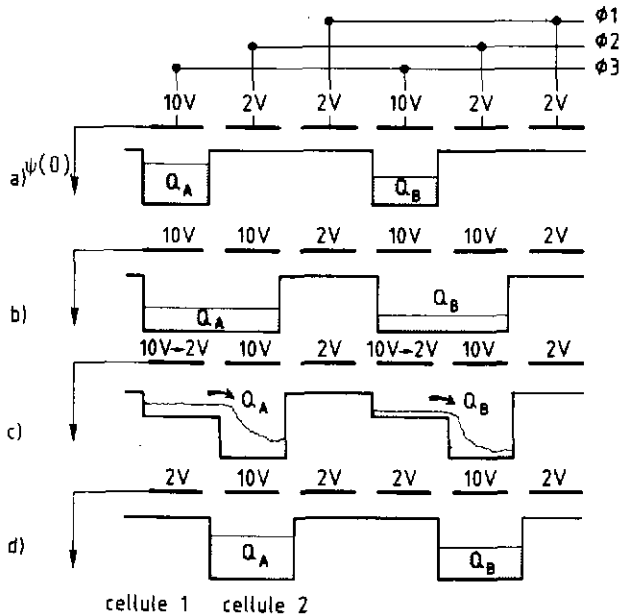 ϕ1
ϕ2
ϕ3
10V 2V 2V 10V 2V 2V
a) ψ(0)
Q_A Q_B
10V 10V 2V 10V 10V 2V
b)
Q_A Q_B
10V→2V 10V 2V 10V→2V 10V 2V
c)
Q_A Q_B
2V 10V 2V 2V 10V 2V
d)
Q_A Q_B
cellule 1 cellule 2